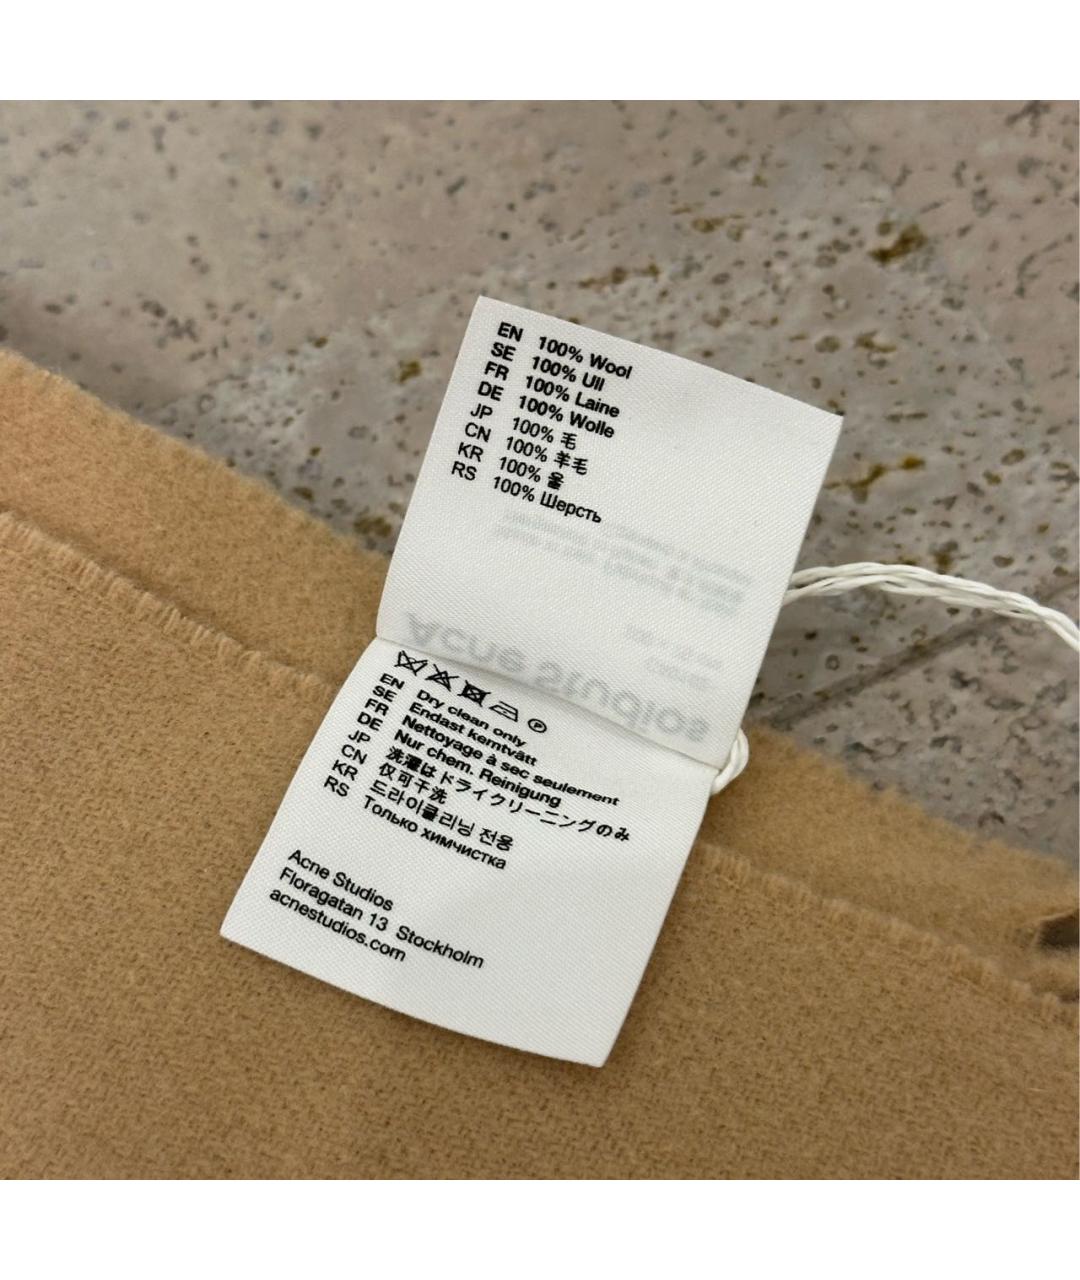 EN 100% Wool
SE 100% Ull
FR 100% Laine
DE 100% Wolle
JP 100% 毛
CN 100% 羊毛
KR 100% 울
RS 100% Шерсть
Acne Studios
EN Dry clean only
SE Endast kemtvätt
FR Nettoyage à sec seulement
DE Nur chem. Reinigung
JP 洗濯はドライクリーニングのみ
CN 仅可干洗
KR 드라이클리닝 전용
RS Только химчистка
Acne Studios
Floragatan 13 Stockholm
acnestudios.com